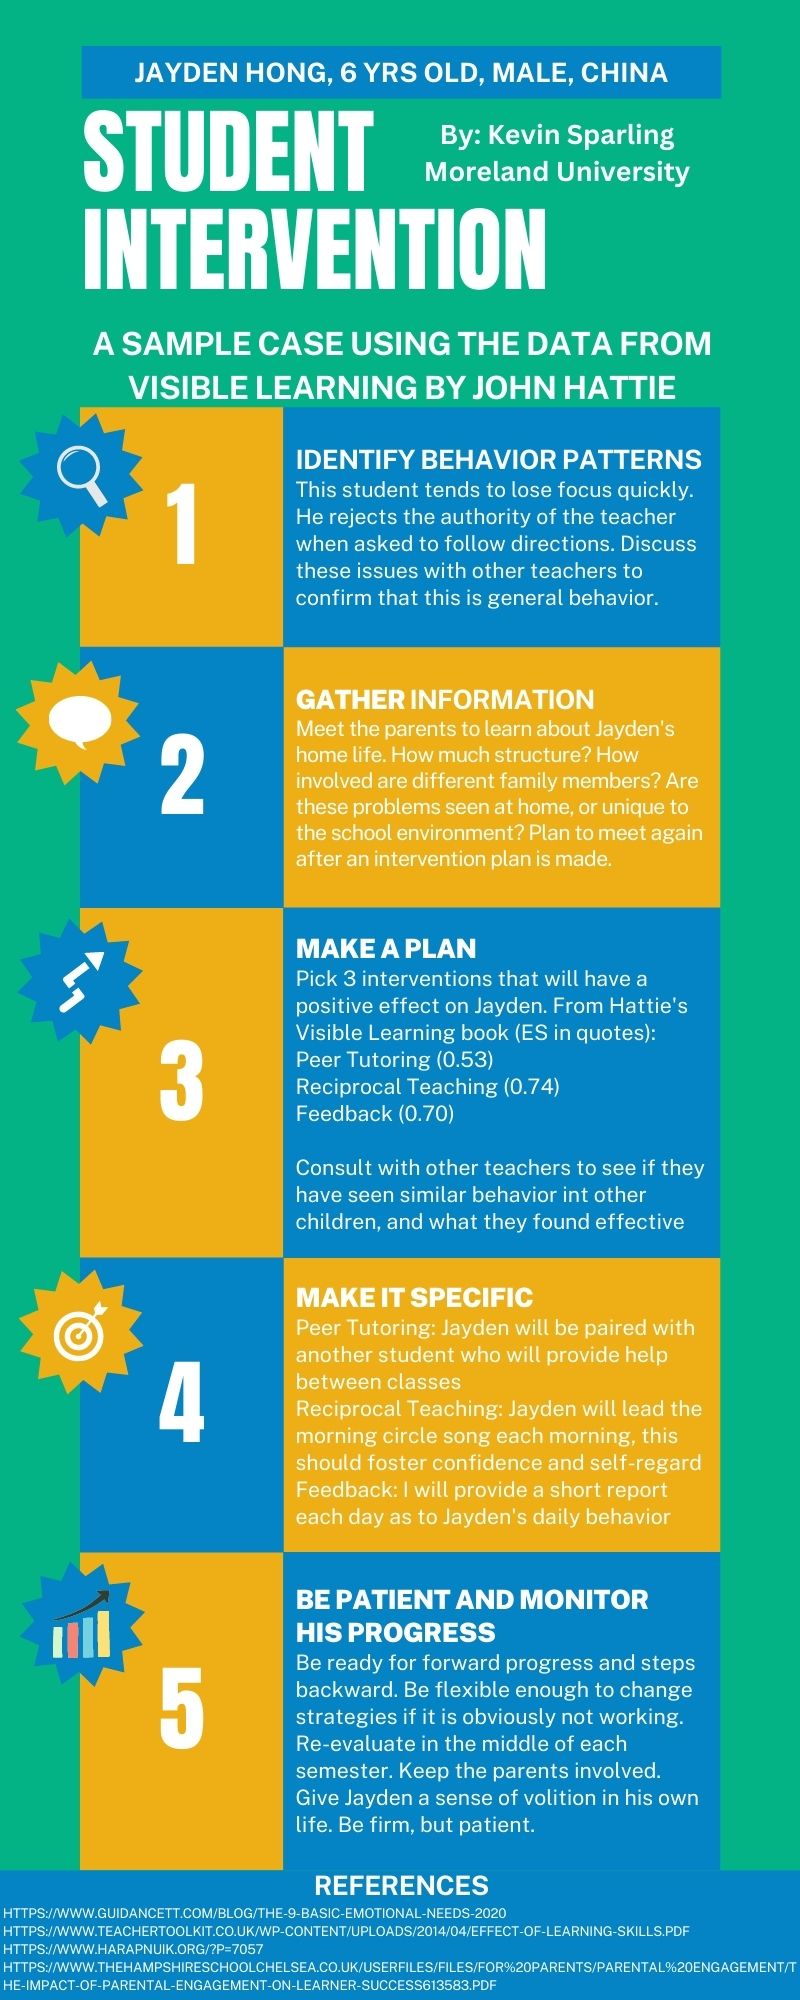 JAYDEN HONG, 6 YRS OLD, MALE, CHINA
STUDENT
INTERVENTION
By: Kevin Sparling
Moreland University
A SAMPLE CASE USING THE DATA FROM
VISIBLE LEARNING BY JOHN HATTIE
1
IDENTIFY BEHAVIOR PATTERNS
This student tends to lose focus quickly.
He rejects the authority of the teacher
when asked to follow directions. Discuss
these issues with other teachers to
confirm that this is general behavior.
2
GATHER INFORMATION
Meet the parents to learn about Jayden's
home life. How much structure? How
involved are different family members? Are
these problems seen at home, or unique to
the school environment? Plan to meet again
after an intervention plan is made.
3
MAKE A PLAN
Pick 3 interventions that will have a
positive effect on Jayden. From Hattie's
Visible Learning book (ES in quotes):
Peer Tutoring (0.53)
Reciprocal Teaching (0.74)
Feedback (0.70)
Consult with other teachers to see if they
have seen similar behavior int other
children, and what they found effective
4
MAKE IT SPECIFIC
Peer Tutoring: Jayden will be paired with
another student who will provide help
between classes
Reciprocal Teaching: Jayden will lead the
morning circle song each morning, this
should foster confidence and self-regard
Feedback: I will provide a short report
each day as to Jayden's daily behavior
5
BE PATIENT AND MONITOR
HIS PROGRESS
Be ready for forward progress and steps
backward. Be flexible enough to change
strategies if it is obviously not working.
Re-evaluate in the middle of each
semester. Keep the parents involved.
Give Jayden a sense of volition in his own
life. Be firm, but patient.
REFERENCES
HTTPS://WWW.GUIDANCETT.COM/BLOG/THE-9-BASIC-EMOTIONAL-NEEDS-2020
HTTPS://WWW.TEACHERTOOLKIT.CO.UK/WP-CONTENT/UPLOADS/2014/04/EFFECT-OF-LEARNING-SKILLS.PDF
HTTPS://WWW.HARAPNUIK.ORG/?P=7057
HTTPS://WWW.THEHAMPSHIRESCHOOLCHELSEA.CO.UK/USERFILES/FILES/FOR%20PARENTS/PARENTAL%20ENGAGEMENT/T
HE-IMPACT-OF-PARENTAL-ENGAGEMENT-ON-LEARNER-SUCCESS613583.PDF